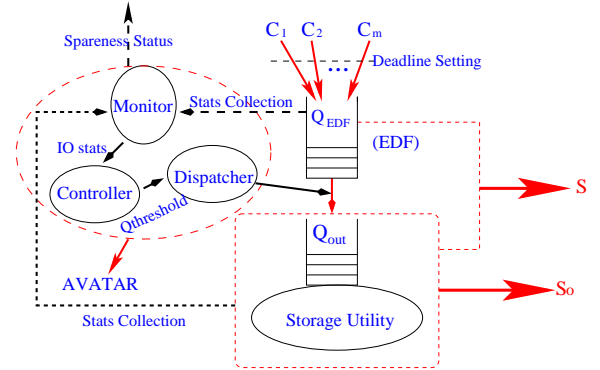 Spareness Status
C1 C2 Cm
...
Deadline Setting
Monitor
Stats Collection
QEDF
(EDF)
IO stats
Controller
Dispatcher
Qthreshold
S
Qout
AVATAR
So
Stats Collection
Storage Utility